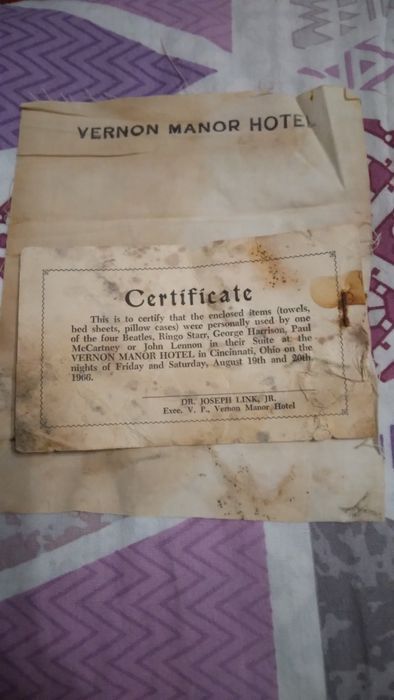 VERNON MANOR HOTEL
Certificate
This is to certify that the enclosed items (towels,
bed sheets, pillow cases) were personally used by one
of the four Beatles, Ringo Starr, George Harrison, Paul
McCartney or John Lennon in their Suite at the
VERNON MANOR HOTEL in Cincinnati, Ohio on the
nights of Friday and Saturday, August 19th and 20th
1966.
DR. JOSEPH LINK, JR.
Exec. V. P., Vernon Manor Hotel